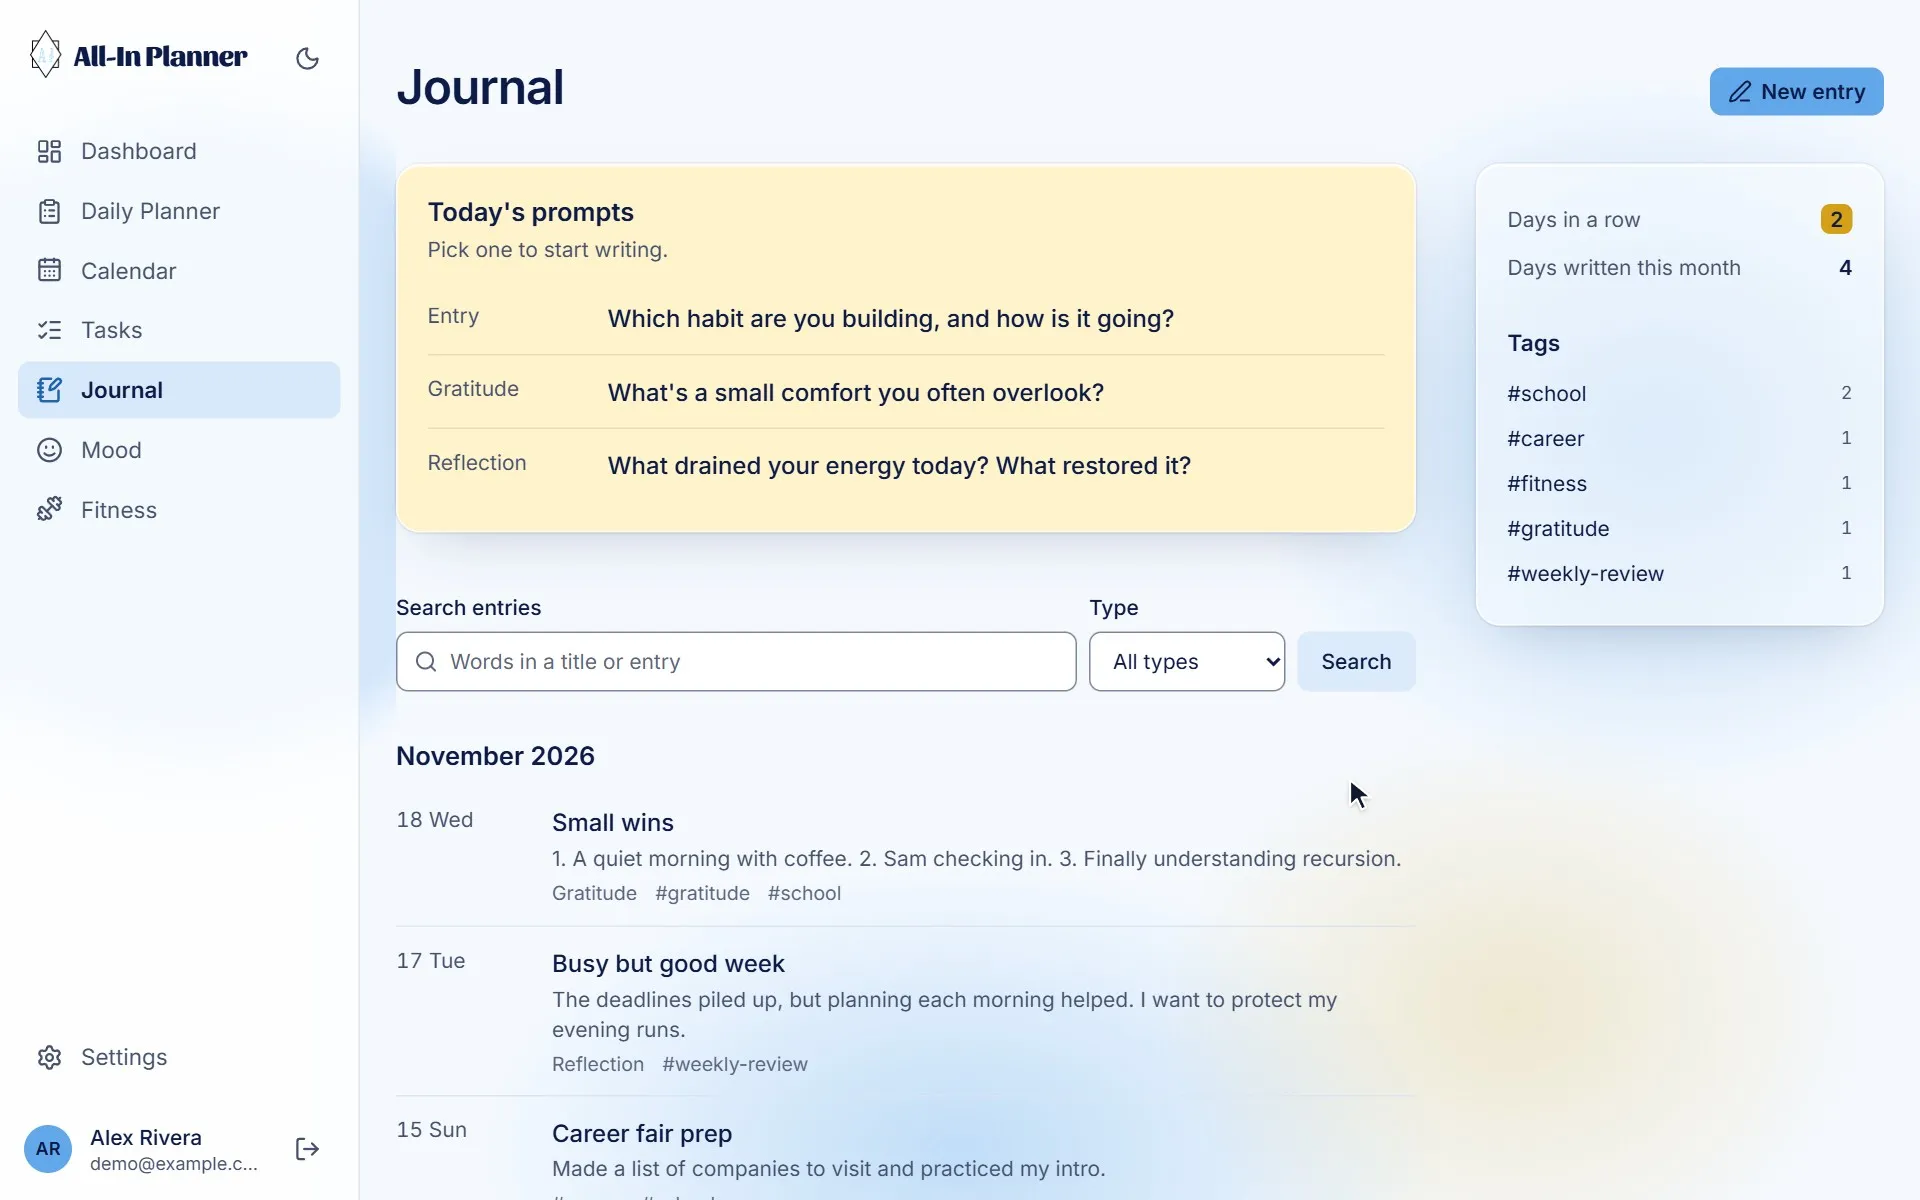 All-In Planner
Dashboard
Daily Planner
Calendar
Tasks
Journal
Mood
Fitness
Settings
AR
Alex Rivera
demo@example.c...
Journal
New entry
Today's prompts
Pick one to start writing.
Entry Which habit are you building, and how is it going?
Gratitude What's a small comfort you often overlook?
Reflection What drained your energy today? What restored it?
Search entries
Words in a title or entry
Type
All types
Search
November 2026
18 Wed
Small wins
1. A quiet morning with coffee. 2. Sam checking in. 3. Finally understanding recursion.
Gratitude #gratitude #school
17 Tue
Busy but good week
The deadlines piled up, but planning each morning helped. I want to protect my
evening runs.
Reflection #weekly-review
15 Sun
Career fair prep
Made a list of companies to visit and practiced my intro.
Days in a row 2
Days written this month 4
Tags
#school 2
#career 1
#fitness 1
#gratitude 1
#weekly-review 1